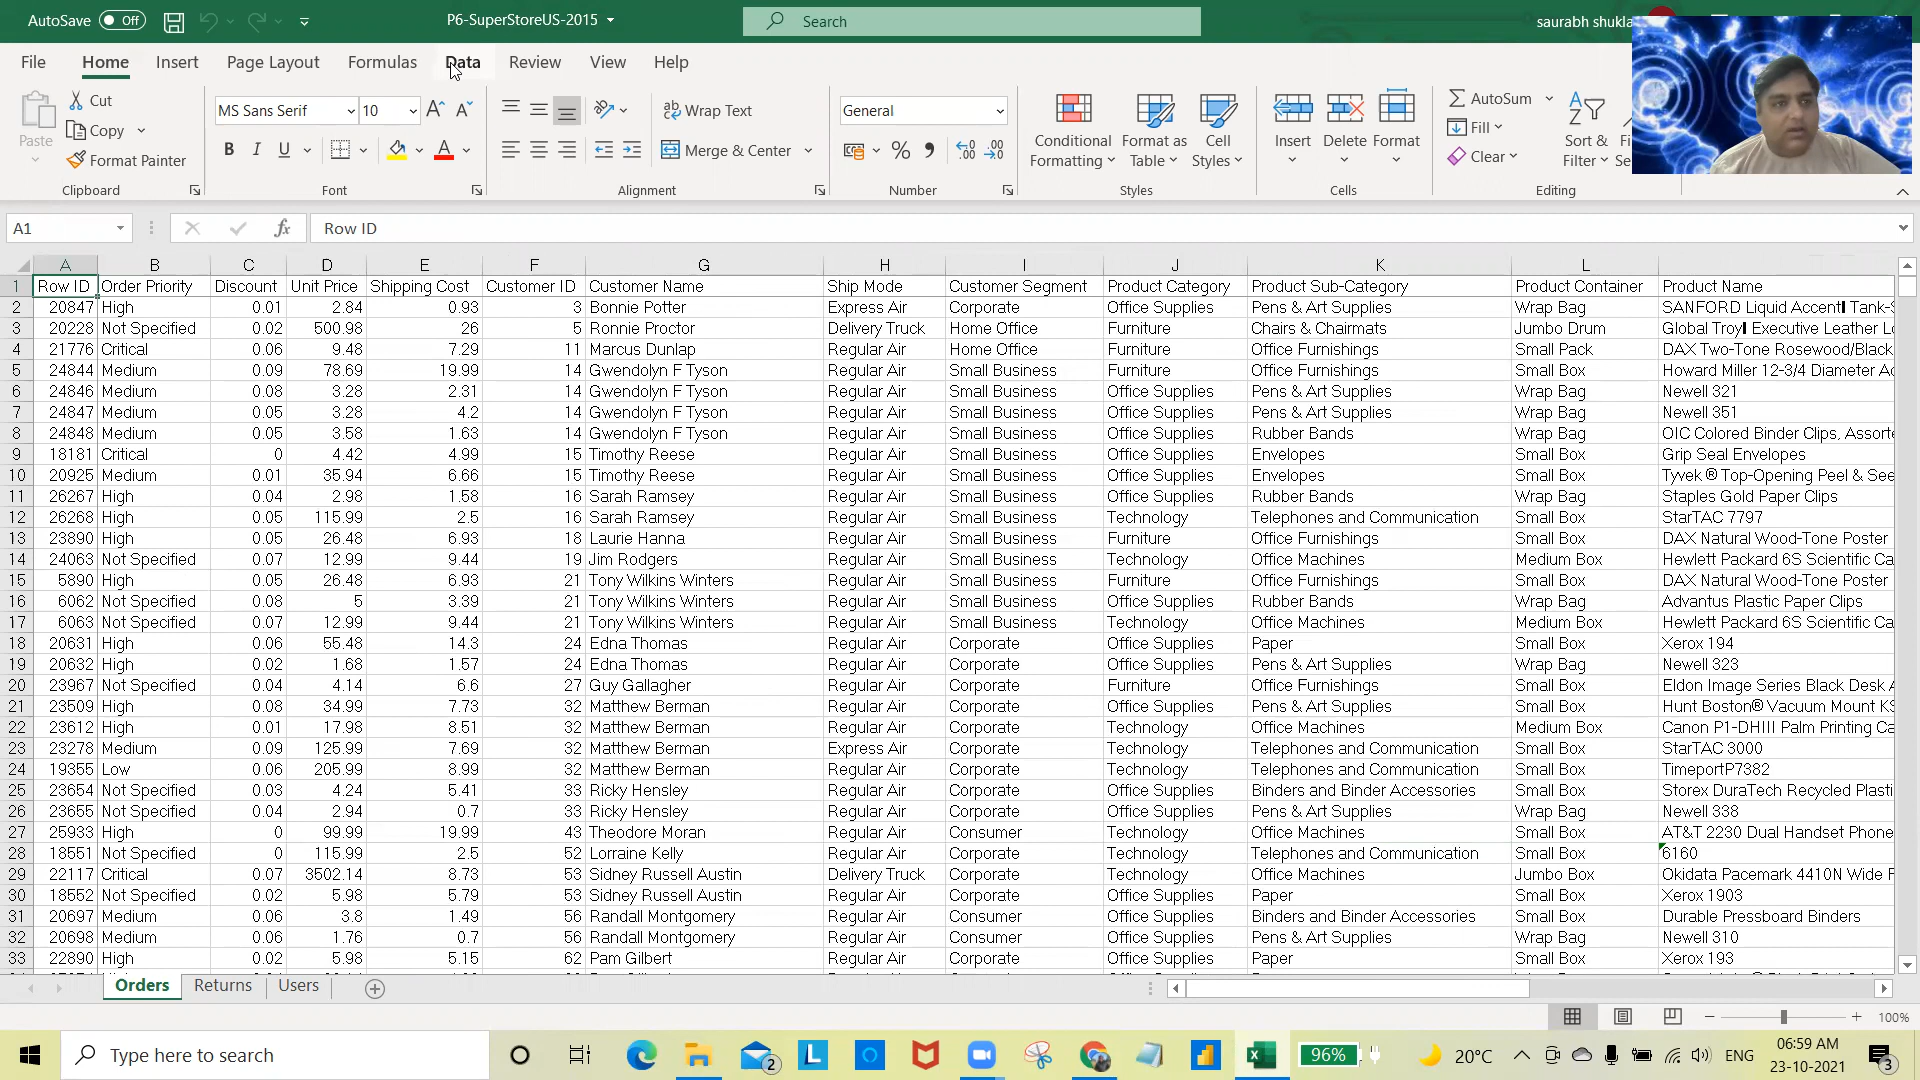 AutoSave Off P6-SuperStoreUS-2015 Search saurabh shukla
File Home Insert Page Layout Formulas Data Review View Help
Paste Cut Copy Format Painter
MS Sans Serif 10
B I U A
Wrap Text
Merge & Center
General
% 9
Conditional Formatting Format as Table Cell Styles
Insert Delete Format
AutoSum
Fill
Clear
Sort & Filter
Clipboard Font Alignment Number Styles Cells Editing
A1 fx Row ID
A B C D E F G H I J K L
1 Row ID Order Priority Discount Unit Price Shipping Cost Customer ID Customer Name Ship Mode Customer Segment Product Category Product Sub-Category Product Container Product Name
2 20847 High 0.01 2.84 0.93 3 Bonnie Potter Express Air Corporate Office Supplies Pens & Art Supplies Wrap Bag SANFORD Liquid Accent Tank-S
3 20228 Not Specified 0.02 500.98 26 5 Ronnie Proctor Delivery Truck Home Office Furniture Chairs & Chairmats Jumbo Drum Global Troy Executive Leather Lo
4 21776 Critical 0.06 9.48 7.29 11 Marcus Dunlap Regular Air Home Office Furniture Office Furnishings Small Pack DAX Two-Tone Rosewood/Black
5 24844 Medium 0.09 78.69 19.99 14 Gwendolyn F Tyson Regular Air Small Business Furniture Office Furnishings Small Box Howard Miller 12-3/4 Diameter Ac
6 24846 Medium 0.08 3.28 2.31 14 Gwendolyn F Tyson Regular Air Small Business Office Supplies Pens & Art Supplies Wrap Bag Newell 321
7 24847 Medium 0.05 3.28 4.2 14 Gwendolyn F Tyson Regular Air Small Business Office Supplies Pens & Art Supplies Wrap Bag Newell 351
8 24848 Medium 0.05 3.58 1.63 14 Gwendolyn F Tyson Regular Air Small Business Office Supplies Rubber Bands Wrap Bag OIC Colored Binder Clips, Assorte
9 18181 Critical 0 4.42 4.99 15 Timothy Reese Regular Air Small Business Office Supplies Envelopes Small Box Grip Seal Envelopes
10 20925 Medium 0.01 35.94 6.66 15 Timothy Reese Regular Air Small Business Office Supplies Envelopes Small Box Tyvek ® Top-Opening Peel & See
11 26267 High 0.04 2.98 1.58 16 Sarah Ramsey Regular Air Small Business Office Supplies Rubber Bands Wrap Bag Staples Gold Paper Clips
12 26268 High 0.05 115.99 2.5 16 Sarah Ramsey Regular Air Small Business Technology Telephones and Communication Small Box StarTAC 7797
13 23890 High 0.05 26.48 6.93 18 Laurie Hanna Regular Air Small Business Furniture Office Furnishings Small Box DAX Natural Wood-Tone Poster
14 24063 Not Specified 0.07 12.99 9.44 19 Jim Rodgers Regular Air Small Business Technology Office Machines Medium Box Hewlett Packard 6S Scientific Ca
15 5890 High 0.05 26.48 6.93 21 Tony Wilkins Winters Regular Air Small Business Furniture Office Furnishings Small Box DAX Natural Wood-Tone Poster
16 6062 Not Specified 0.08 5 3.39 21 Tony Wilkins Winters Regular Air Small Business Office Supplies Rubber Bands Wrap Bag Advantus Plastic Paper Clips
17 6063 Not Specified 0.07 12.99 9.44 21 Tony Wilkins Winters Regular Air Small Business Technology Office Machines Medium Box Hewlett Packard 6S Scientific Ca
18 20631 High 0.06 55.48 14.3 24 Edna Thomas Regular Air Corporate Office Supplies Paper Small Box Xerox 194
19 20632 High 0.02 1.68 1.57 24 Edna Thomas Regular Air Corporate Office Supplies Pens & Art Supplies Wrap Bag Newell 323
20 23967 Not Specified 0.04 4.14 6.6 27 Guy Gallagher Regular Air Corporate Furniture Office Furnishings Small Box Eldon Image Series Black Desk A
21 23509 High 0.08 34.99 7.73 32 Matthew Berman Regular Air Corporate Office Supplies Pens & Art Supplies Small Box Hunt Boston® Vacuum Mount KS
22 23612 High 0.01 17.98 8.51 32 Matthew Berman Regular Air Corporate Technology Office Machines Medium Box Canon P1-DHIII Palm Printing Ca
23 23278 Medium 0.09 125.99 7.69 32 Matthew Berman Express Air Corporate Technology Telephones and Communication Small Box StarTAC 3000
24 19355 Low 0.06 205.99 8.99 32 Matthew Berman Regular Air Corporate Technology Telephones and Communication Small Box TimeportP7382
25 23654 Not Specified 0.03 4.24 5.41 33 Ricky Hensley Regular Air Corporate Office Supplies Binders and Binder Accessories Small Box Storex DuraTech Recycled Plasti
26 23655 Not Specified 0.04 2.94 0.7 33 Ricky Hensley Regular Air Corporate Office Supplies Pens & Art Supplies Wrap Bag Newell 338
27 25933 High 0 99.99 19.99 43 Theodore Moran Regular Air Consumer Technology Office Machines Small Box AT&T 2230 Dual Handset Phone
28 18551 Not Specified 0 115.99 2.5 52 Lorraine Kelly Regular Air Corporate Technology Telephones and Communication Small Box 6160
29 22117 Critical 0.07 3502.14 8.73 53 Sidney Russell Austin Delivery Truck Corporate Technology Office Machines Jumbo Box Okidata Pacemark 4410N Wide F
30 18552 Not Specified 0.02 5.98 5.79 53 Sidney Russell Austin Regular Air Corporate Office Supplies Paper Small Box Xerox 1903
31 20697 Medium 0.06 3.8 1.49 56 Randall Montgomery Regular Air Consumer Office Supplies Binders and Binder Accessories Small Box Durable Pressboard Binders
32 20698 Medium 0.06 1.76 0.7 56 Randall Montgomery Regular Air Consumer Office Supplies Pens & Art Supplies Wrap Bag Newell 310
33 22890 High 0.02 5.98 5.15 62 Pam Gilbert Regular Air Corporate Office Supplies Paper Small Box Xerox 193
Orders Returns Users
100%
Type here to search 2 L 96% 20°C ENG 06:59 AM
23-10-2021 3